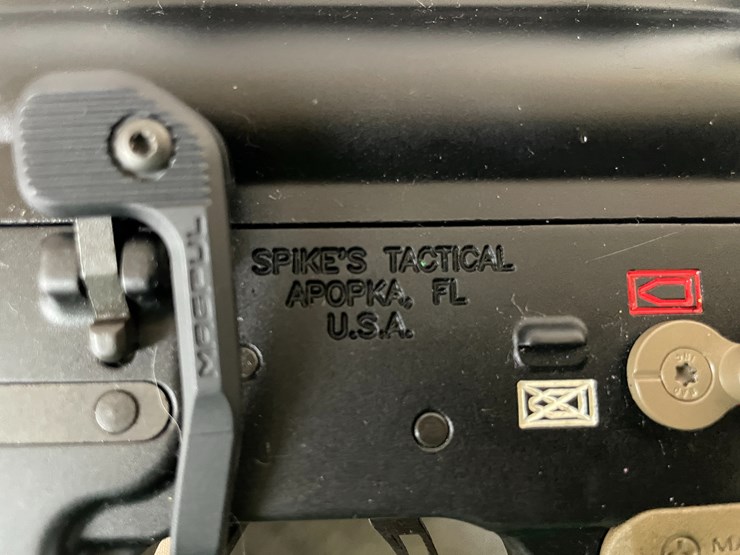 SPIKE'S TACTICAL
APOPKA, FL
U.S.A.
MAGPUL